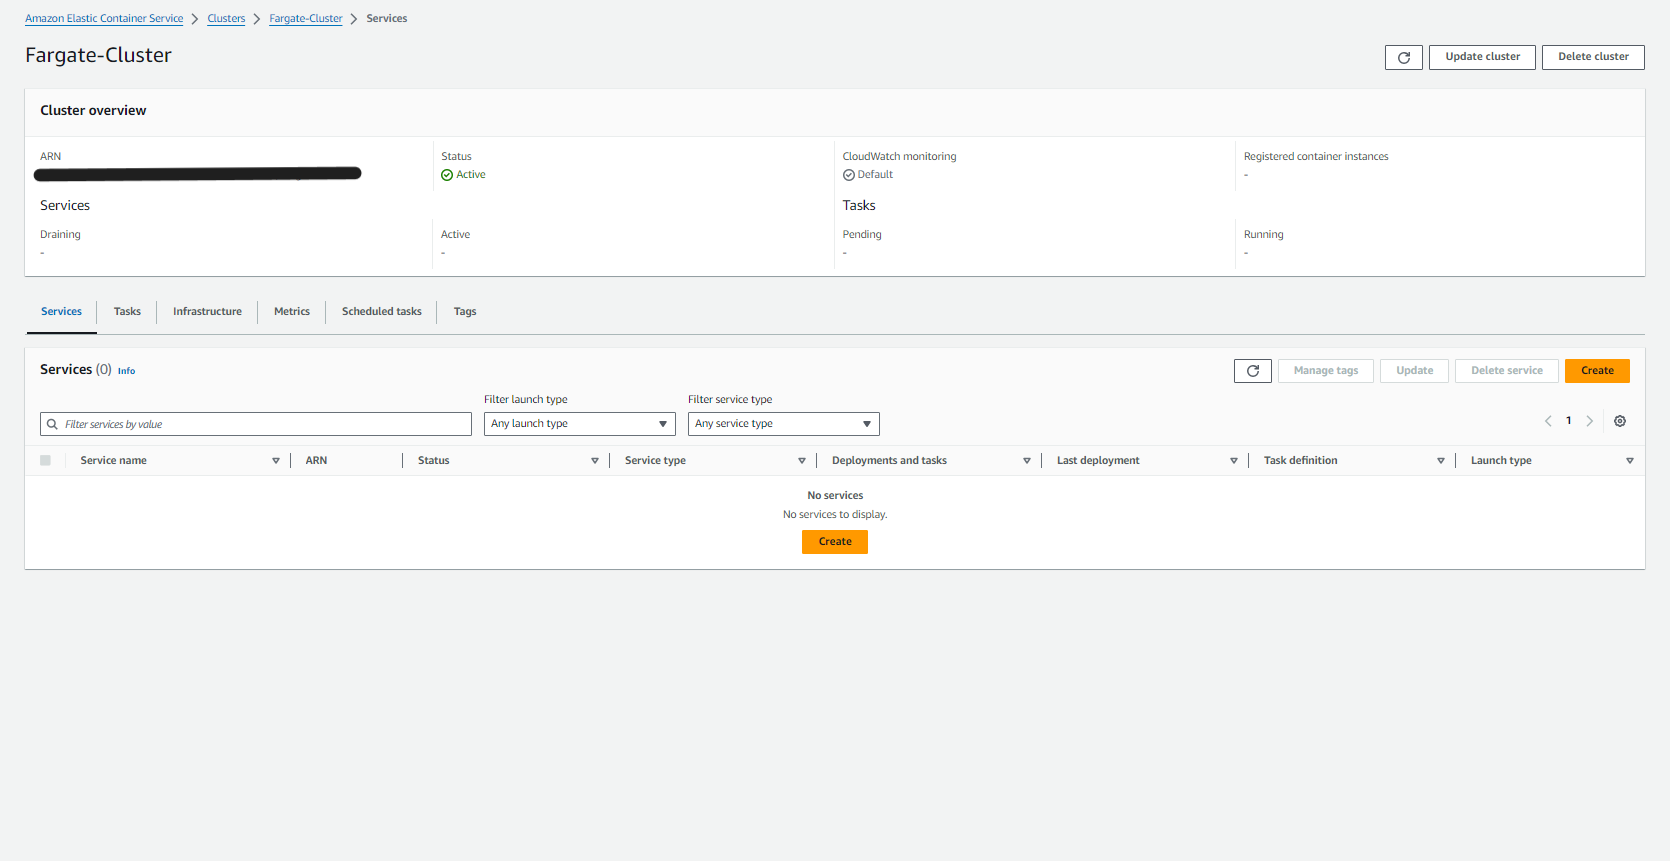 Amazon Elastic Container Service > Clusters > Fargate-Cluster > Services
Fargate-Cluster
Update cluster
Delete cluster
Cluster overview
ARN
Status
Active
CloudWatch monitoring
Default
Registered container instances
-
Services
Tasks
Draining
-
Active
-
Pending
-
Running
-
Services Tasks Infrastructure Metrics Scheduled tasks Tags
Services (0) Info
Manage tags
Update
Delete service
Create
Filter launch type
Filter service type
Filter services by value
Any launch type
Any service type
1
Service name ARN Status Service type Deployments and tasks Last deployment Task definition Launch type
No services
No services to display.
Create